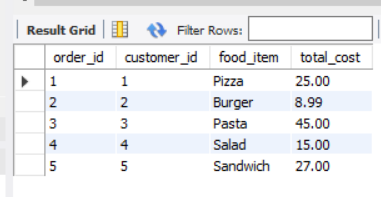 Result Grid Filter Rows:
order_id customer_id food_item total_cost
1 1 Pizza 25.00
2 2 Burger 8.99
3 3 Pasta 45.00
4 4 Salad 15.00
5 5 Sandwich 27.00